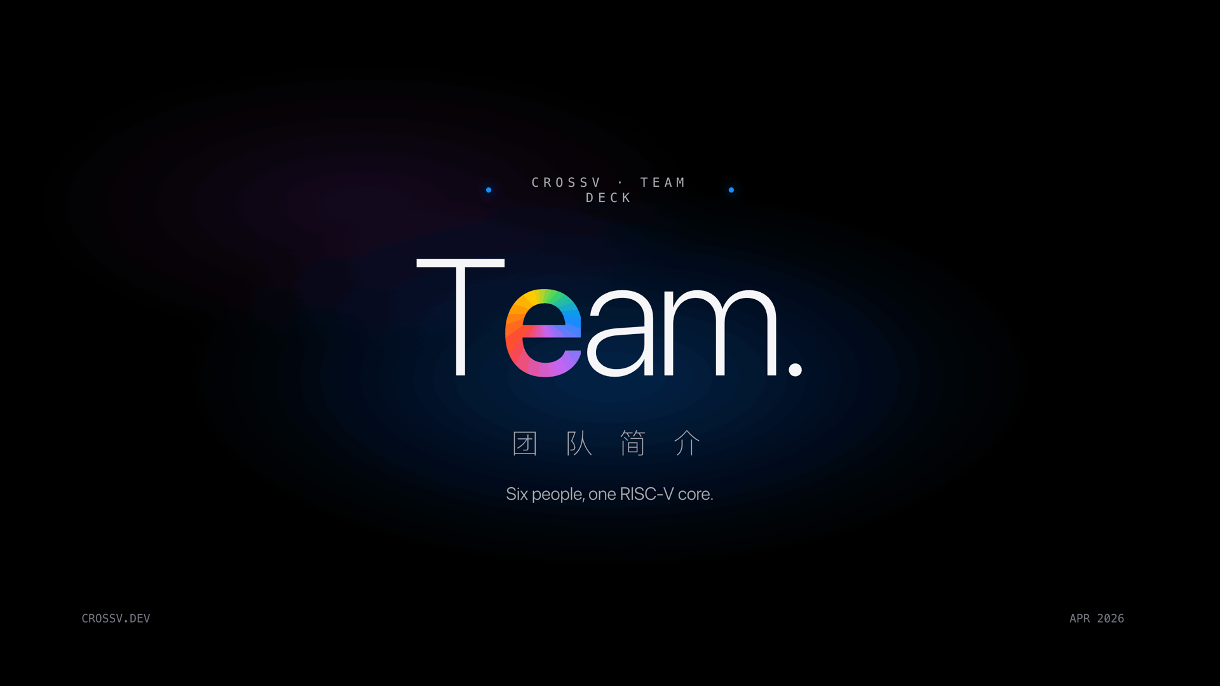 CROSSV · TEAM
DECK
Team.
团队简介
Six people, one RISC-V core.
CROSSV.DEV
APR 2026